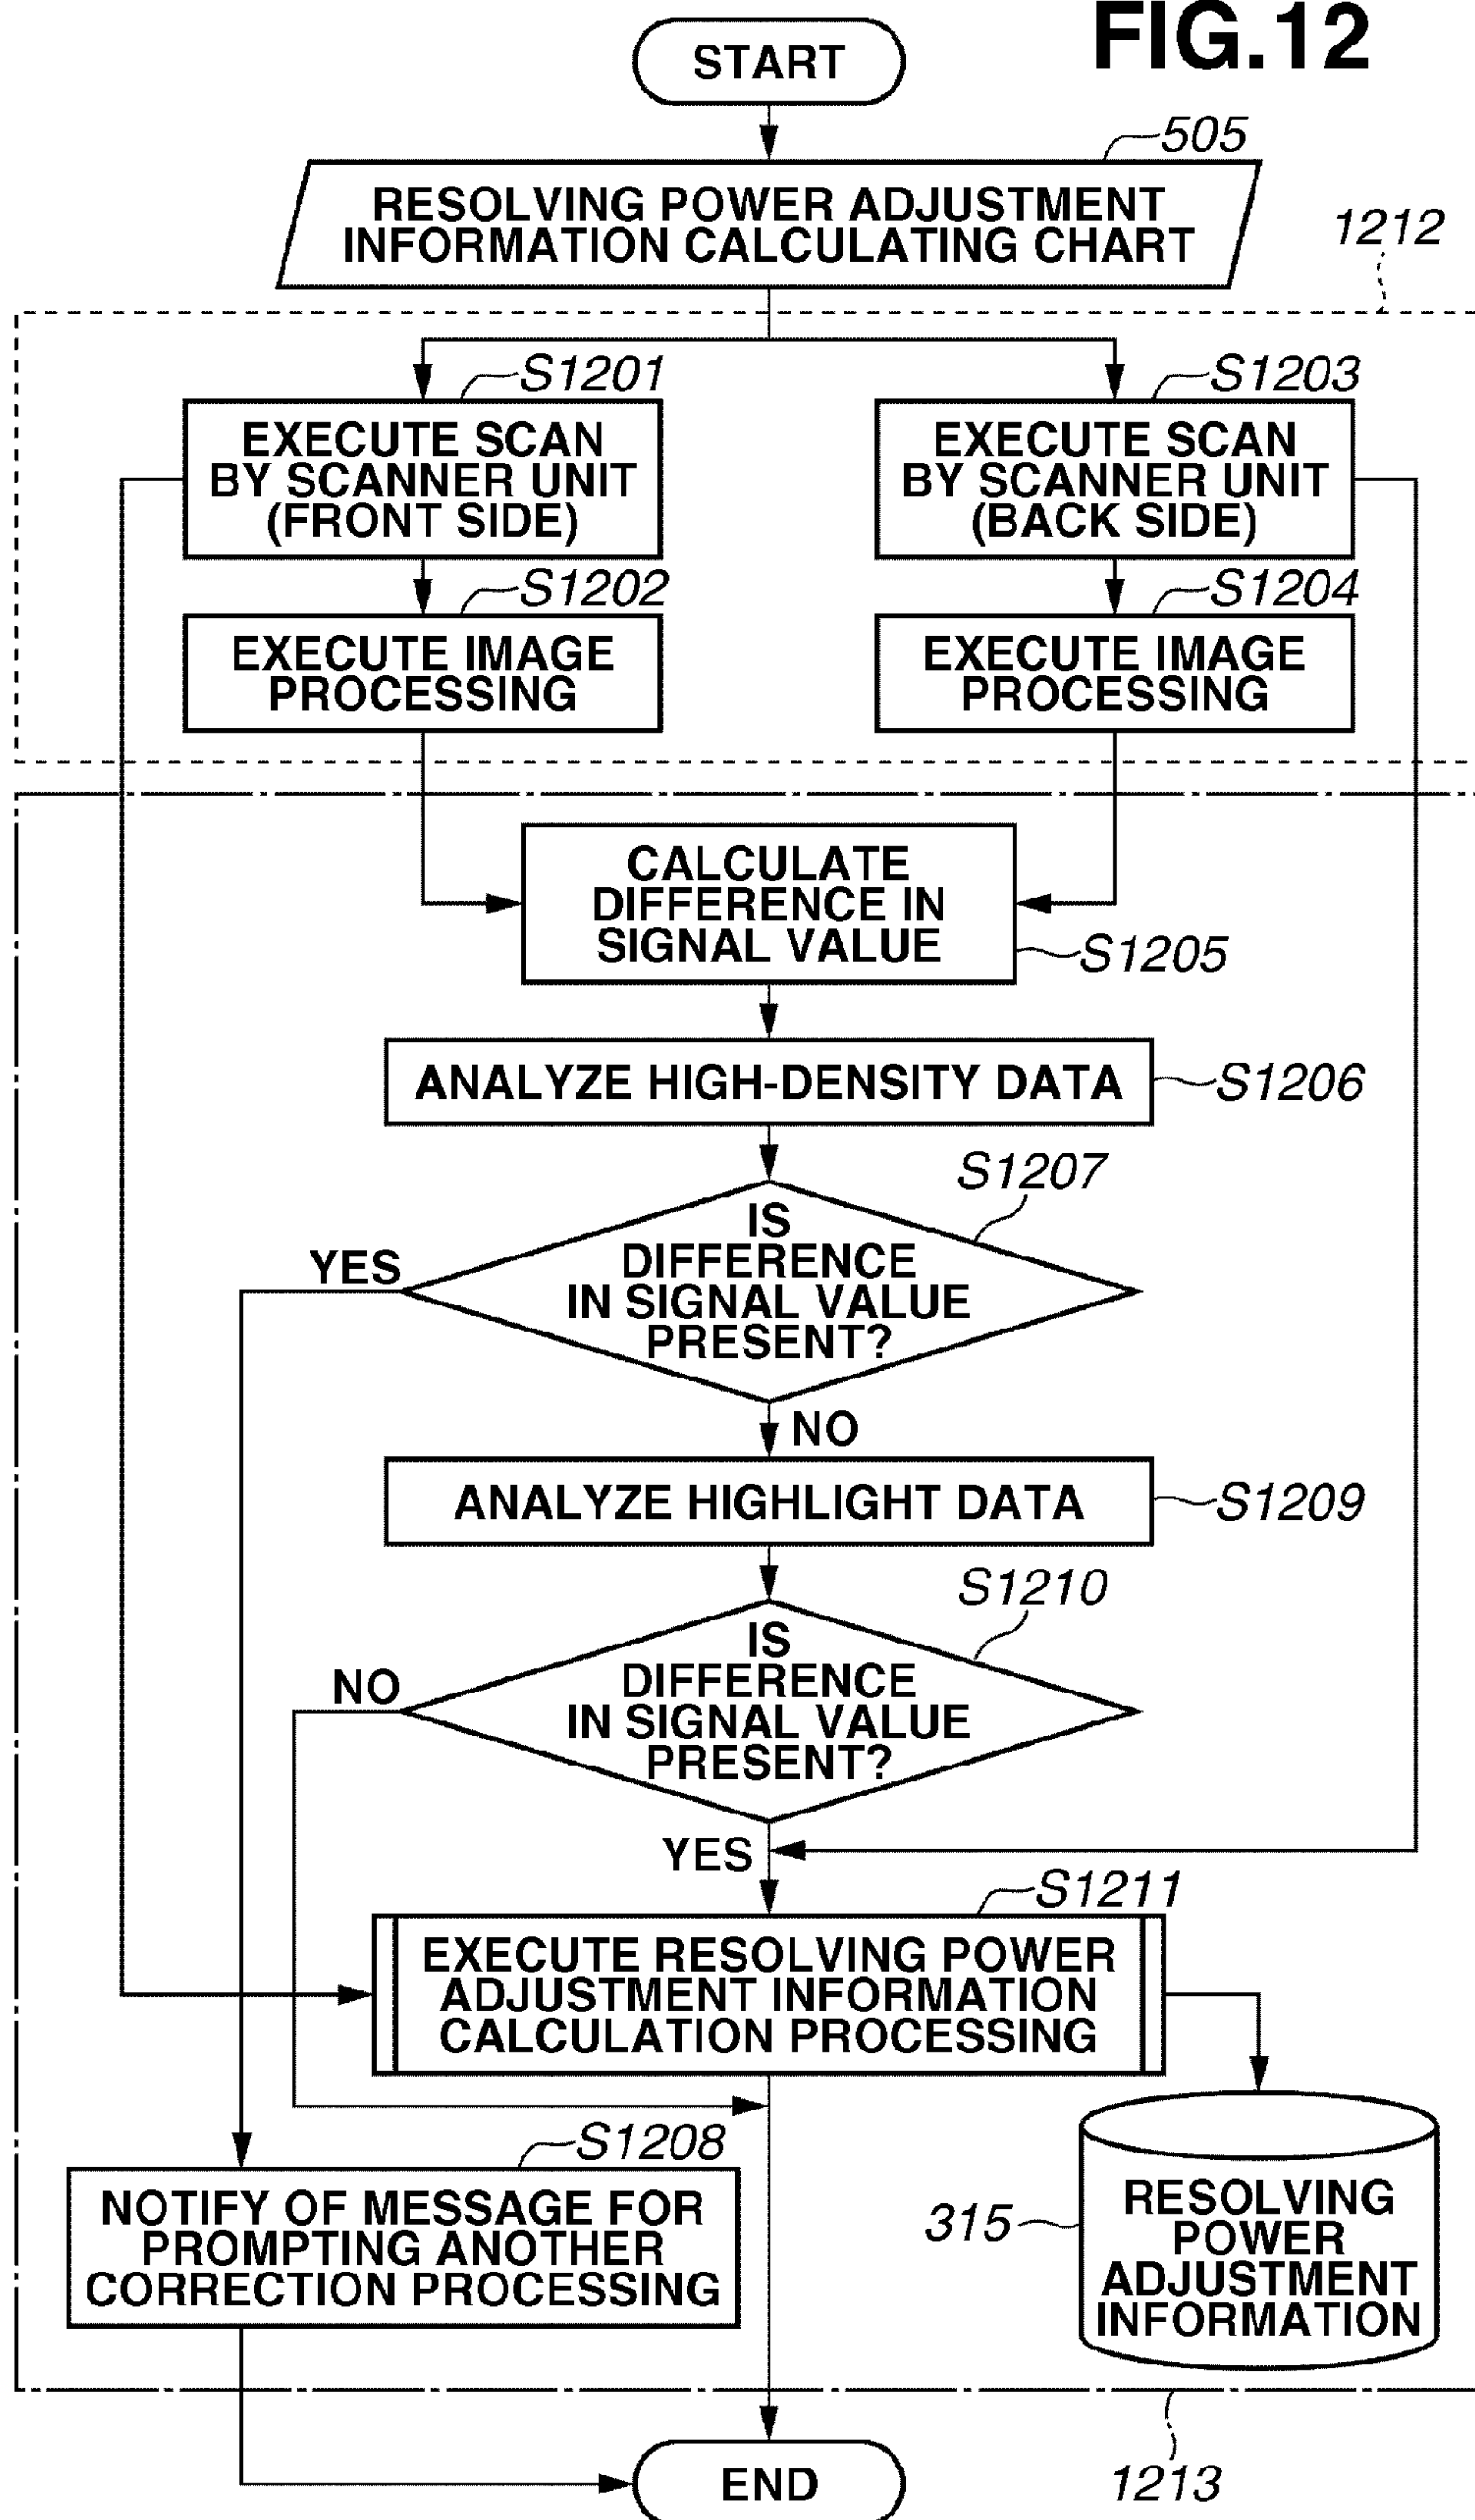 FIG.12
START
505
RESOLVING POWER ADJUSTMENT
INFORMATION CALCULATING CHART
1212
S1201
EXECUTE SCAN
BY SCANNER UNIT
(FRONT SIDE)
S1203
EXECUTE SCAN
BY SCANNER UNIT
(BACK SIDE)
S1202
EXECUTE IMAGE
PROCESSING
S1204
EXECUTE IMAGE
PROCESSING
CALCULATE
DIFFERENCE IN
SIGNAL VALUE
S1205
ANALYZE HIGH-DENSITY DATA
S1206
S1207
IS
DIFFERENCE
IN SIGNAL VALUE
PRESENT?
YES
NO
ANALYZE HIGHLIGHT DATA
S1209
S1210
IS
DIFFERENCE
IN SIGNAL VALUE
PRESENT?
NO
YES
S1211
EXECUTE RESOLVING POWER
ADJUSTMENT INFORMATION
CALCULATION PROCESSING
S1208
NOTIFY OF MESSAGE FOR
PROMPTING ANOTHER
CORRECTION PROCESSING
315
RESOLVING
POWER
ADJUSTMENT
INFORMATION
END
1213